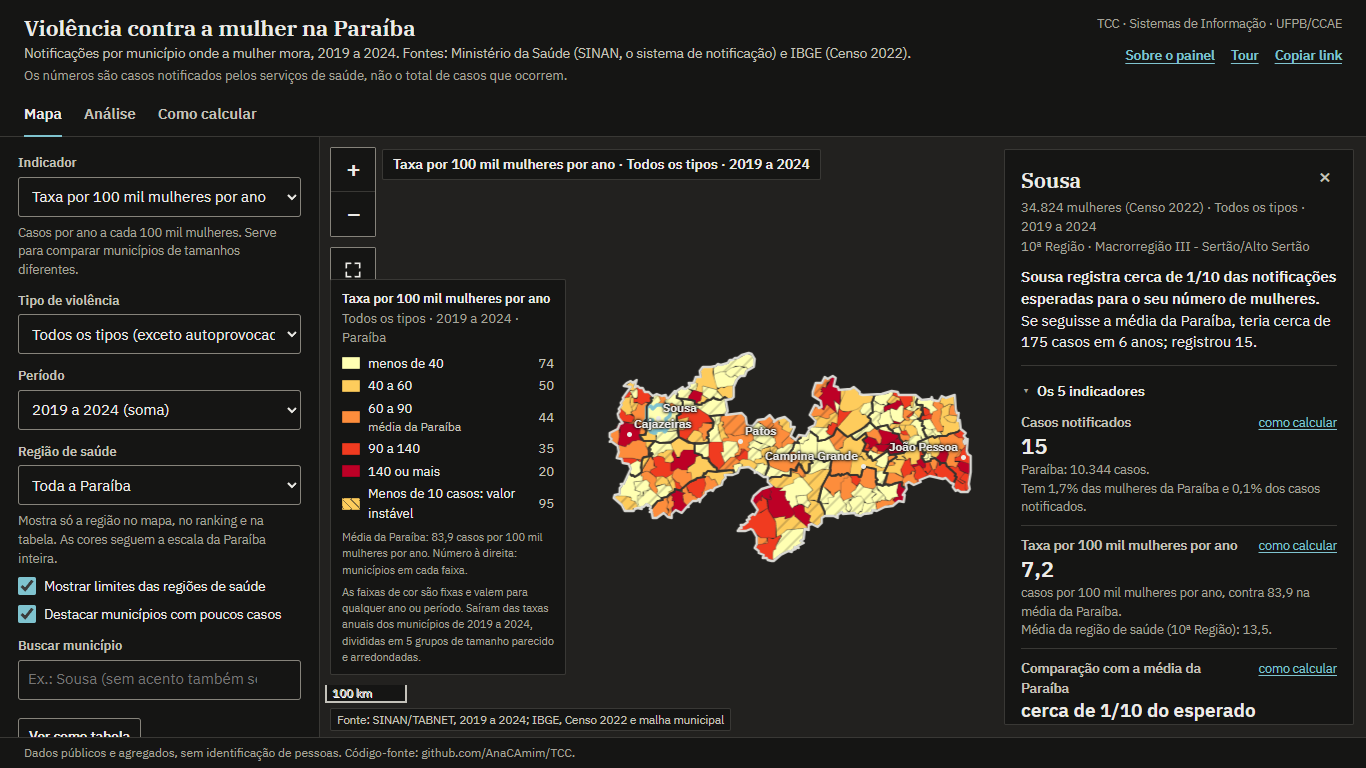 Violência contra a mulher na Paraíba
Notificações por município onde a mulher mora, 2019 a 2024. Fontes: Ministério da Saúde (SINAN, o sistema de notificação) e IBGE (Censo 2022).
Os números são casos notificados pelos serviços de saúde, não o total de casos que ocorrem.
TCC · Sistemas de Informação · UFPB/CCAE
Sobre o painel Tour Copiar link
Mapa Análise Como calcular
Indicador
Taxa por 100 mil mulheres por ano
Casos por ano a cada 100 mil mulheres. Serve
para comparar municípios de tamanhos
diferentes.
Tipo de violência
Todos os tipos (exceto autoprovocac
Período
2019 a 2024 (soma)
Região de saúde
Toda a Paraíba
Mostra só a região no mapa, no ranking e na
tabela. As cores seguem a escala da Paraíba
inteira.
Mostrar limites das regiões de saúde
Destacar municípios com poucos casos
Buscar município
Ex.: Sousa (sem acento também se
Ver como tabela
+
−
Taxa por 100 mil mulheres por ano · Todos os tipos · 2019 a 2024
Taxa por 100 mil mulheres por ano
Todos os tipos · 2019 a 2024 ·
Paraíba
menos de 40 74
40 a 60 50
60 a 90 44
média da Paraíba
90 a 140 35
140 ou mais 20
Menos de 10 casos: valor
instável 95
Média da Paraíba: 83,9 casos por 100 mil
mulheres por ano. Número à direita:
municípios em cada faixa.
As faixas de cor são fixas e valem para
qualquer ano ou período. Saíram das taxas
anuais dos municípios de 2019 a 2024,
divididas em 5 grupos de tamanho parecido
e arredondadas.
100 km
Fonte: SINAN/TABNET, 2019 a 2024; IBGE, Censo 2022 e malha municipal
Sousa
Cajazeiras
Patos
Campina Grande
João Pessoa
Sousa ✕
34.824 mulheres (Censo 2022) · Todos os tipos ·
2019 a 2024
10ª Região · Macrorregião III - Sertão/Alto Sertão
Sousa registra cerca de 1/10 das notificações
esperadas para o seu número de mulheres.
Se seguisse a média da Paraíba, teria cerca de
175 casos em 6 anos; registrou 15.
Os 5 indicadores
Casos notificados como calcular
15
Paraíba: 10.344 casos.
Tem 1,7% das mulheres da Paraíba e 0,1% dos casos
notificados.
Taxa por 100 mil mulheres por ano como calcular
7,2
casos por 100 mil mulheres por ano, contra 83,9 na
média da Paraíba.
Média da região de saúde (10ª Região): 13,5.
Comparação com a média da como calcular
Paraíba
cerca de 1/10 do esperado
Dados públicos e agregados, sem identificação de pessoas. Código-fonte: github.com/AnaCAmim/TCC.